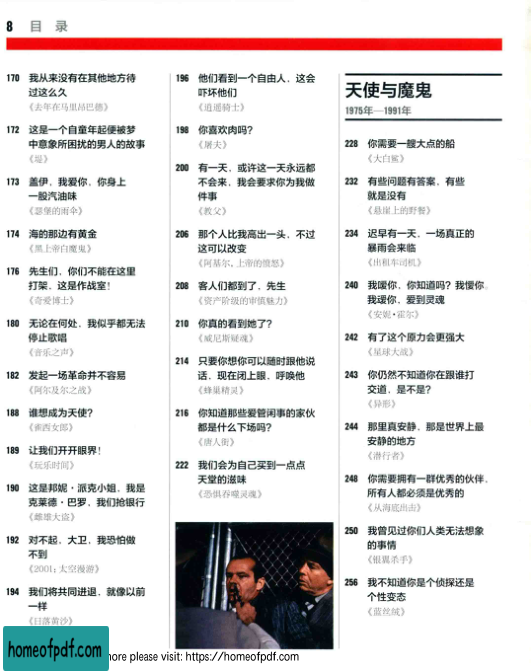 8 目 录
170 我从来没有在其他地方待
过这么久
《去年在马里昂巴德》
172 这是一个自童年起便被梦
中意象所困扰的男人的故事
《堤》
173 盖伊，我爱你，你身上
一股汽油味
《瑟堡的雨伞》
174 海的那边有黄金
《黑上帝白魔鬼》
176 先生们，你们不能在这里
打架，这是作战室！
《奇爱博士》
180 无论在何处，我似乎都无法
停止歌唱
《音乐之声》
182 发起一场革命并不容易
《阿尔及尔之战》
188 谁想成为天使？
《雀西女郎》
189 让我们开开眼界！
《玩乐时间》
190 这是邦妮·派克小姐，我是
克莱德·巴罗，我们抢银行
《雌雄大盗》
192 对不起，大卫，我恐怕做
不到
《2001：太空漫游》
194 我们将共同进退，就像以前
一样
《日落黄沙》
196 他们看到一个自由人，这会
吓坏他们
《逍遥骑士》
198 你喜欢肉吗？
《屠夫》
200 有一天，或许这一天永远都
不会来，我会要求你为我做
件事
《教父》
206 那个人比我高出一头，不过
这可以改变
《阿基尔，上帝的愤怒》
208 客人们都到了，先生
《资产阶级的审慎魅力》
210 你真的看到她了？
《威尼斯疑魂》
214 只要你想你可以随时跟他说
话，现在闭上眼，呼唤他
《蜂巢精灵》
216 你知道那些爱管闲事的家伙
都是什么下场吗？
《唐人街》
222 我们会为自己买到一点点
天堂的滋味
《恐惧吞噬灵魂》
天使与魔鬼
1975年—1991年
228 你需要一艘大点的船
《大白鲨》
232 有些问题有答案，有些
就是没有
《悬崖上的野餐》
234 迟早有一天，一场真正的
暴雨会来临
《出租车司机》
240 我嗳你，你知道吗？我懓你，
我瑷你，爱到灵魂
《安妮·霍尔》
242 有了这个原力会更强大
《星球大战》
243 你仍然不知道你在跟谁打
交道，是不是？
《异形》
244 那里真安静，那是世界上最
安静的地方
《潜行者》
248 你需要拥有一群优秀的伙伴，
所有人都必须是优秀的
《从海底出击》
250 我曾见过你们人类无法想象
的事情
《银翼杀手》
256 我不知道你是个侦探还是
个性变态
《蓝丝绒》
homeofpdf.com
more please visit: https://homeofpdf.com